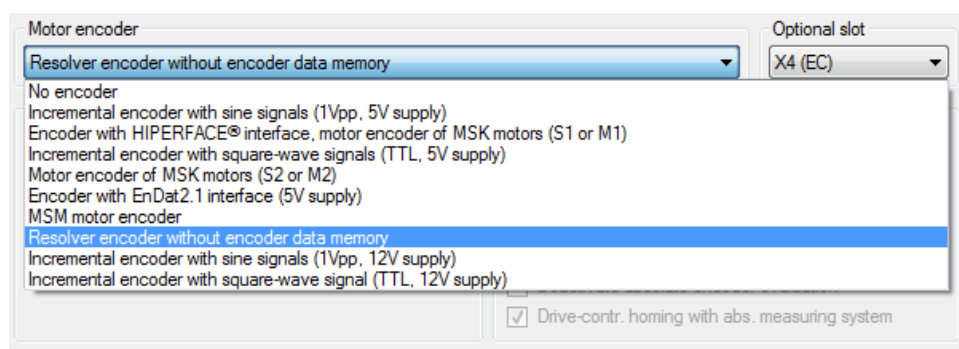 Motor encoder
Optional slot
Resolver encoder without encoder data memory
X4 (EC)
No encoder
Incremental encoder with sine signals (1Vpp, 5V supply)
Encoder with HIPERFACE® interface, motor encoder of MSK motors (S1 or M1)
Incremental encoder with square-wave signals (TTL, 5V supply)
Motor encoder of MSK motors (S2 or M2)
Encoder with EnDat2.1 interface (5V supply)
MSM motor encoder
Resolver encoder without encoder data memory
Incremental encoder with sine signals (1Vpp, 12V supply)
Incremental encoder with square-wave signal (TTL, 12V supply)
Drive-contr. homing with abs. measuring system